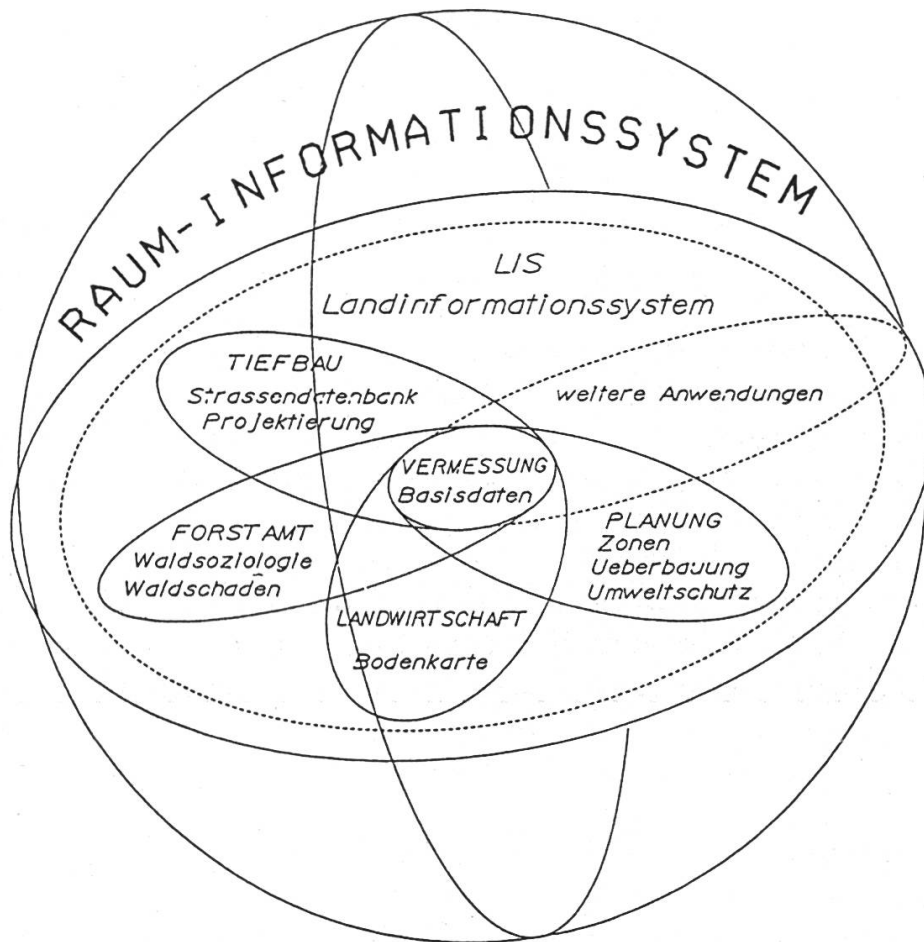 RAUM-INFORMATIONSSYSTEM
LIS
Landinformationssystem
TIEFBAU
Strassendatenbank
Projektierung
weitere Anwendungen
VERMESSUNG
Basisdaten
FORSTAMT
Waldsoziologie
Waldschaden
PLANUNG
Zonen
Ueberbauung
Umweltschutz
LANDWIRTSCHAFT
Bodenkarte